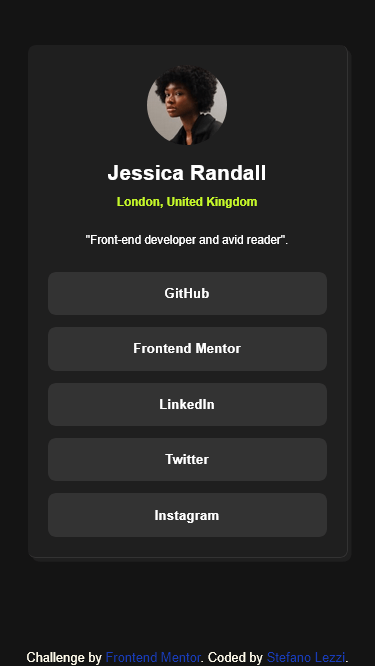 Jessica Randall
London, United Kingdom
"Front-end developer and avid reader".
GitHub
Frontend Mentor
LinkedIn
Twitter
Instagram
Challenge by Frontend Mentor. Coded by Stefano Lezzi.